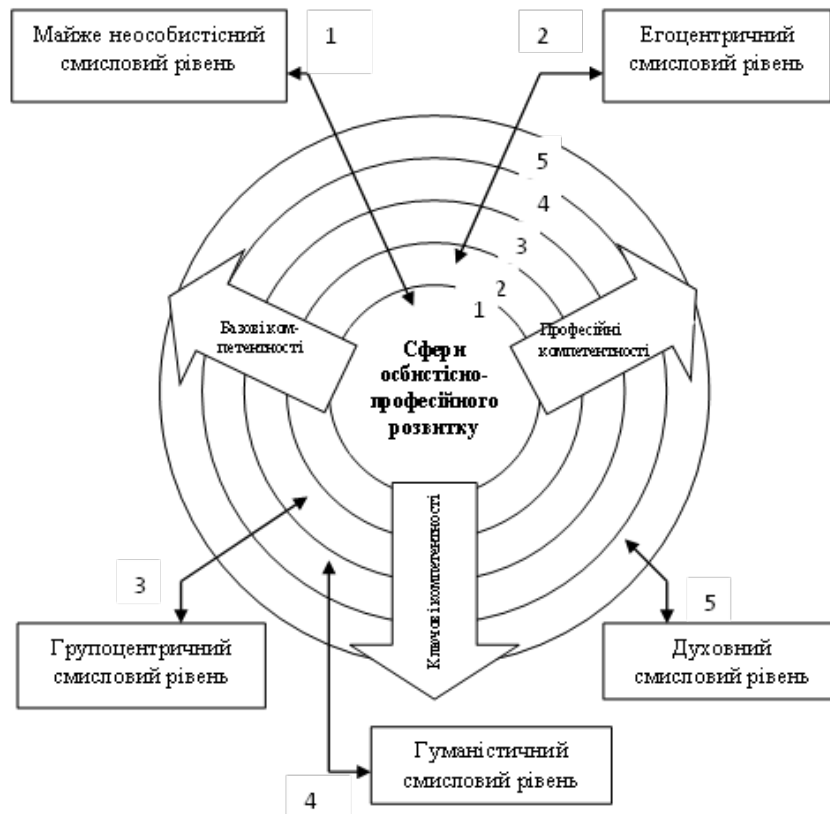 Майже неособистісний
смисловий рівень
1
2
Егоцентричний
смисловий рівень
5
4
3
2
1
Базові ком-
петентності
Професійні
компетентності
Сфери
осбистісно-
професійного
розвитку
Ключові компетентності
3
Групоцентричний
смисловий рівень
5
Духовний
смисловий рівень
4
Гуманістичний
смисловий рівень